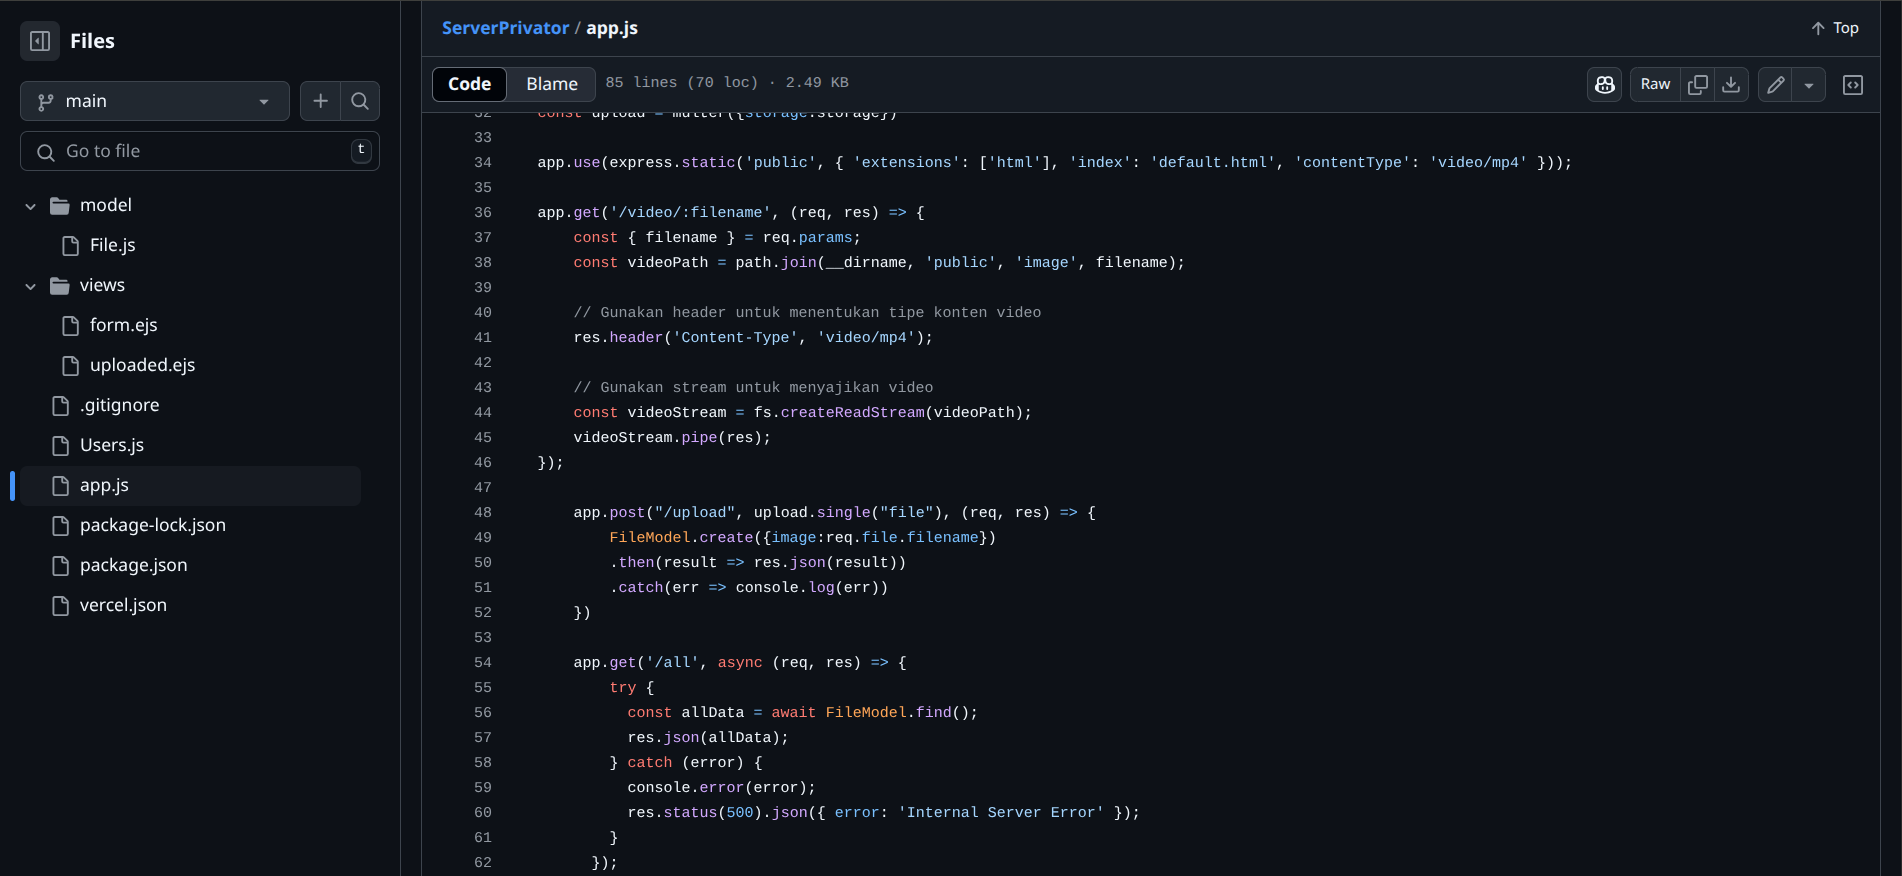 Files
main
Go to file
t
model
File.js
views
form.ejs
uploaded.ejs
.gitignore
Users.js
app.js
package-lock.json
package.json
vercel.json
ServerPrivator / app.js
Top
Code Blame 85 lines (70 loc) · 2.49 KB
Raw
32 const upload = multer({storage:storage})
33
34 app.use(express.static('public', { 'extensions': ['html'], 'index': 'default.html', 'contentType': 'video/mp4' }));
35
36 app.get('/video/:filename', (req, res) => {
37 const { filename } = req.params;
38 const videoPath = path.join(__dirname, 'public', 'image', filename);
39
40 // Gunakan header untuk menentukan tipe konten video
41 res.header('Content-Type', 'video/mp4');
42
43 // Gunakan stream untuk menyajikan video
44 const videoStream = fs.createReadStream(videoPath);
45 videoStream.pipe(res);
46 });
47
48 app.post("/upload", upload.single("file"), (req, res) => {
49 FileModel.create({image:req.file.filename})
50 .then(result => res.json(result))
51 .catch(err => console.log(err))
52 })
53
54 app.get('/all', async (req, res) => {
55 try {
56 const allData = await FileModel.find();
57 res.json(allData);
58 } catch (error) {
59 console.error(error);
60 res.status(500).json({ error: 'Internal Server Error' });
61 }
62 });